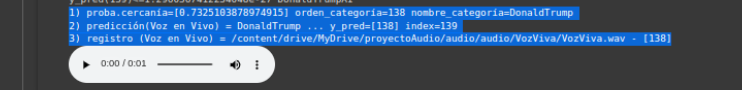 1) proba.cercanía=[0.7325103878974915] orden_categoría=138 nombre_categoría=DonaldTrump
2) predicción(Voz en Vivo) = DonaldTrump ... y_pred=[138] index=139
3) registro (Voz en Vivo) = /content/drive/MyDrive/proyectoAudio/audio/audio/VozViva/VozViva.wav - [138]
0:00 / 0:01